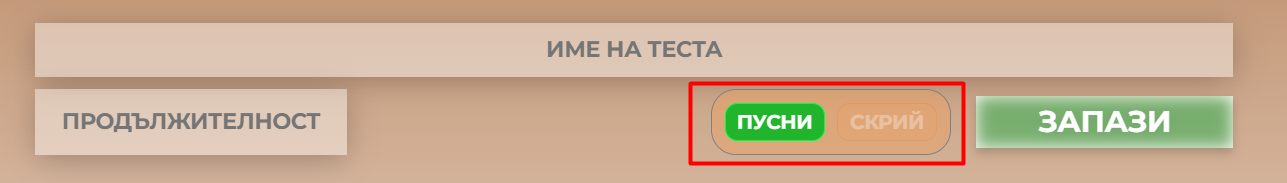 ИМЕ НА ТЕСТА
ПРОДЪЛЖИТЕЛНОСТ ПУСНИ СКРИЙ ЗАПАЗИ